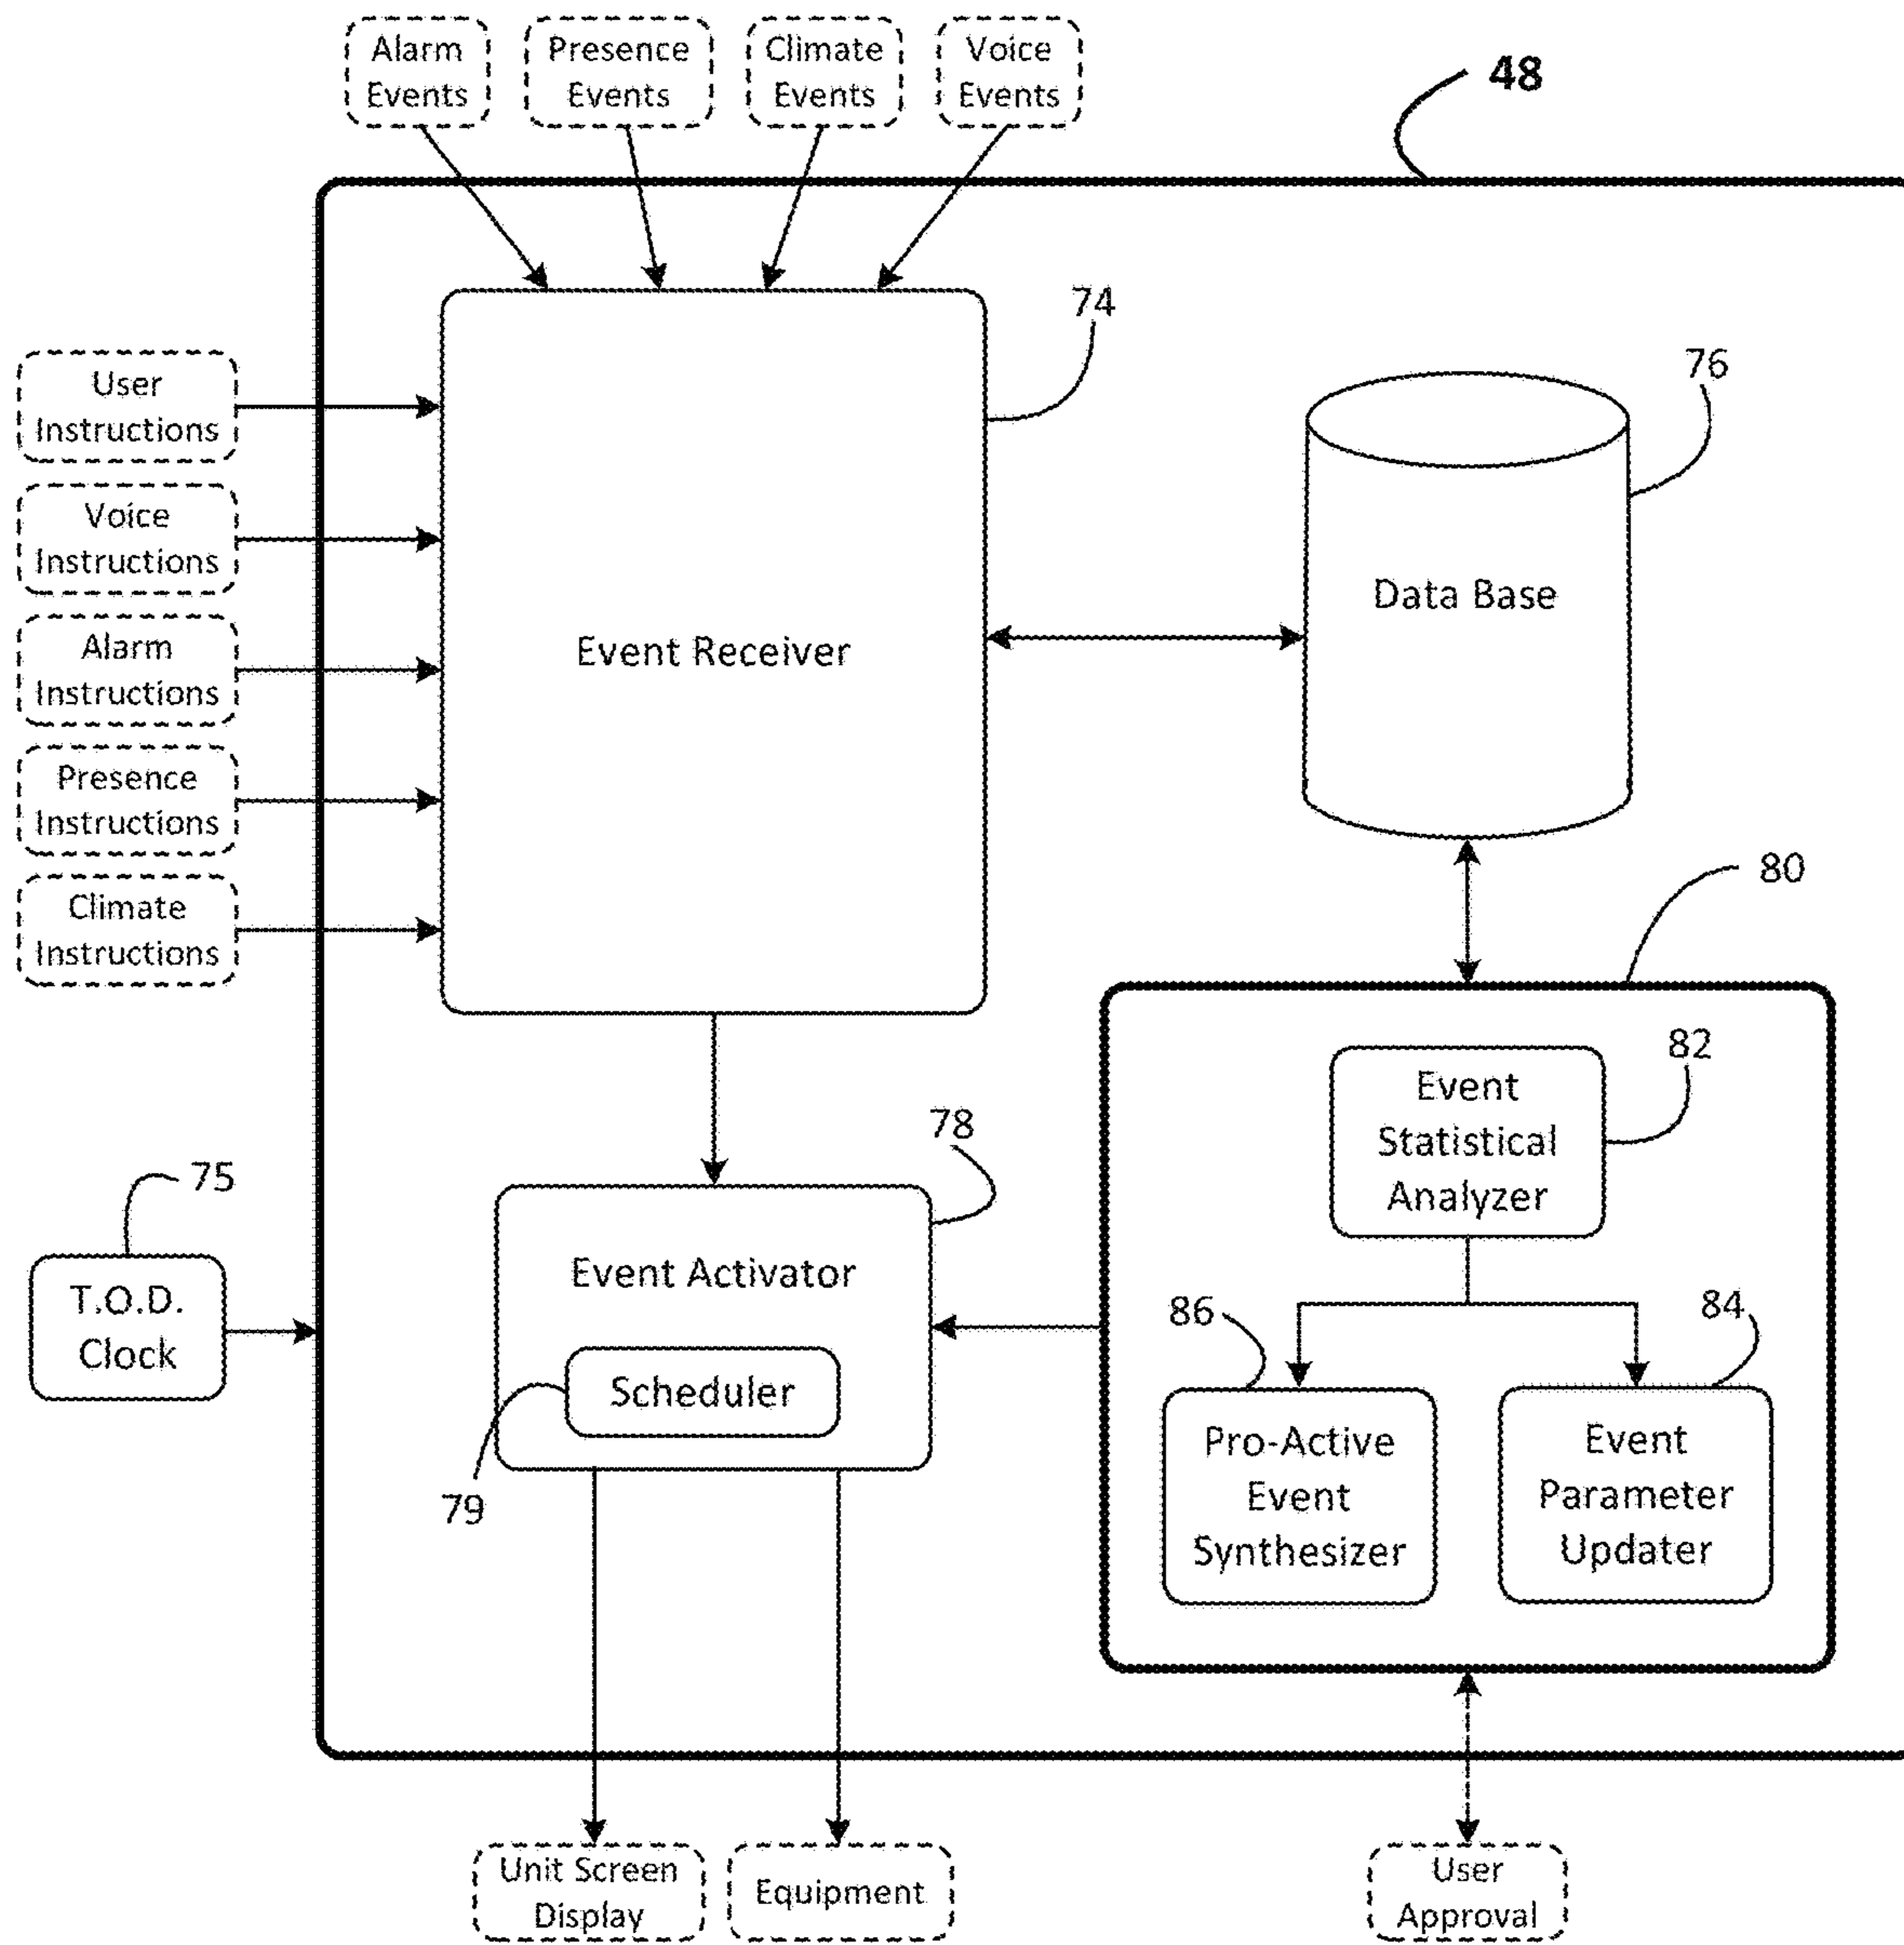 Alarm
Events
Presence
Events
Climate
Events
Voice
Events
48
74
User
Instructions
76
Voice
Instructions
Data Base
Alarm
Instructions
Event Receiver
Presence
Instructions
80
Climate
Instructions
82
Event
Statistical
Analyzer
78
75
T.O.D.
Clock
Event Activator
86
84
Scheduler
79
Pro-Active
Event
Synthesizer
Event
Parameter
Updater
Unit Screen
Display
Equipment
User
Approval